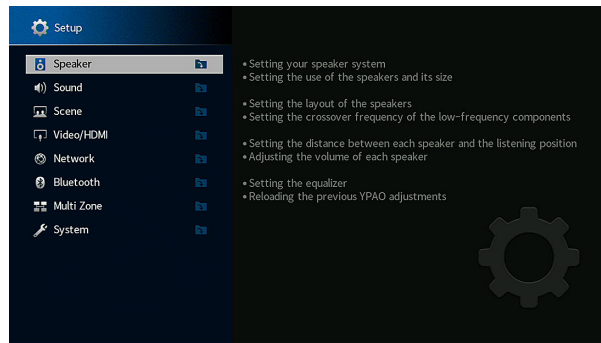 Setup
Speaker
Sound
Scene
Video/HDMI
Network
Bluetooth
Multi Zone
System
• Setting your speaker system
• Setting the use of the speakers and its size
• Setting the layout of the speakers
• Setting the crossover frequency of the low-frequency components
• Setting the distance between each speaker and the listening position
• Adjusting the volume of each speaker
• Setting the equalizer
• Reloading the previous YPAO adjustments